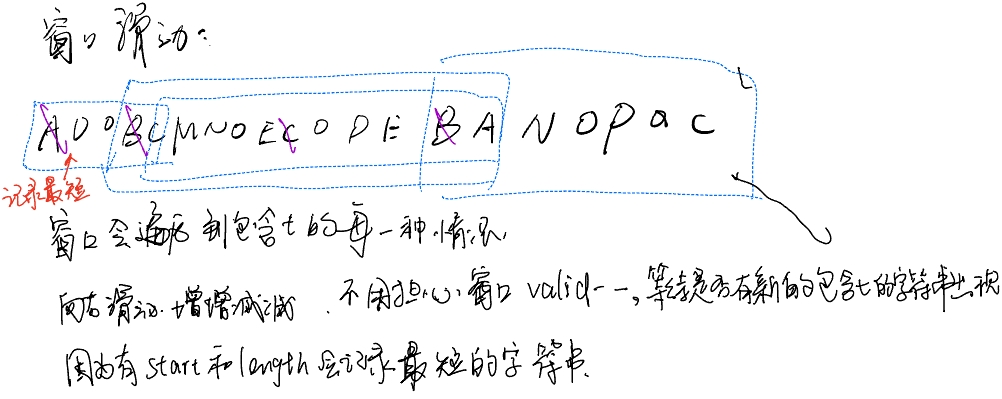 窗口滑动:
ADOBCMNOECODEBANOPQC
记录最短
窗口会遍历到包含t的每一种情况,
向右滑动.增增减减.不用担心窗口valid--,等待是否有新的包含t的字符串出现
因为有start和length会记录最短的字符串.